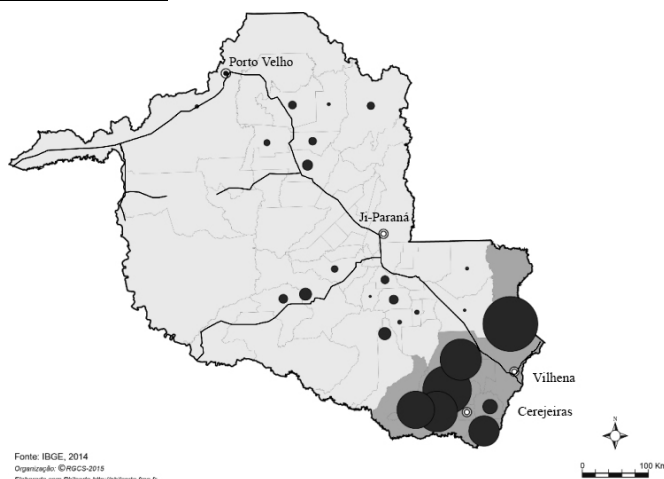 Porto Velho
Ji-Paraná
Vilhena
Cerejeiras
N
Fonte: IBGE, 2014
Organização: ©RGCS-2015
0 100 Km